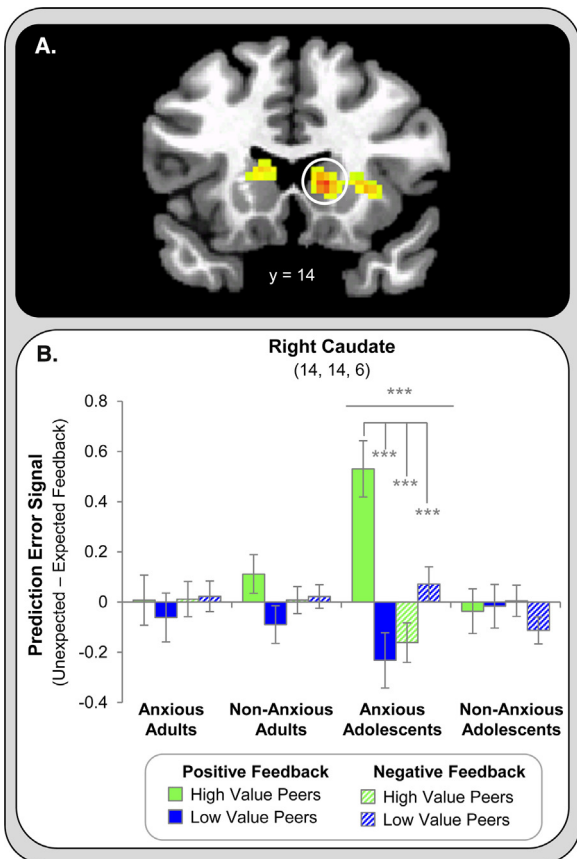 A.
y = 14
B.
Right Caudate
(14, 14, 6)
Prediction Error Signal
(Unexpected – Expected Feedback)
0.8
0.6
0.4
0.2
0
-0.2
-0.4
***
***
***
***
Anxious
Adults
Non-Anxious
Adults
Anxious
Adolescents
Non-Anxious
Adolescents
Positive Feedback
High Value Peers
Low Value Peers
Negative Feedback
High Value Peers
Low Value Peers